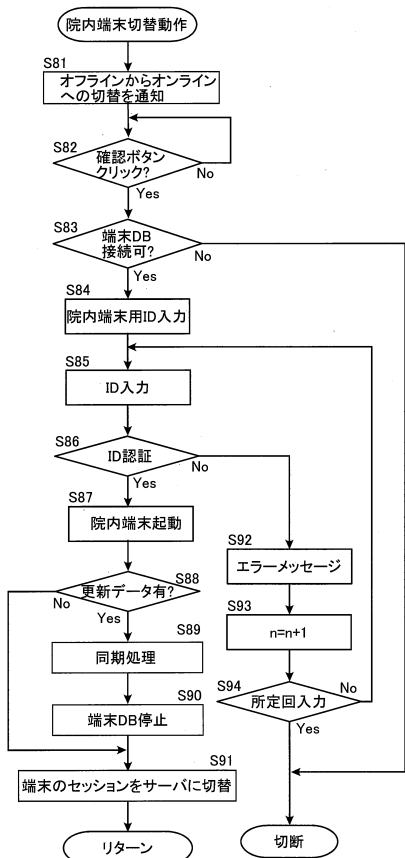 院内端末切替動作
S81
オフラインからオンライン
への切替を通知
S82
確認ボタン
クリック?
No
Yes
S83
端末DB
接続可?
No
Yes
S84
院内端末用ID入力
S85
ID入力
S86
ID認証
No
Yes
S87
院内端末起動
S88
更新データ有?
No
Yes
S89
同期処理
S90
端末DB停止
S91
端末のセッションをサーバに切替
リターン
S92
エラーメッセージ
S93
n=n+1
S94
所定回入力
No
Yes
切断